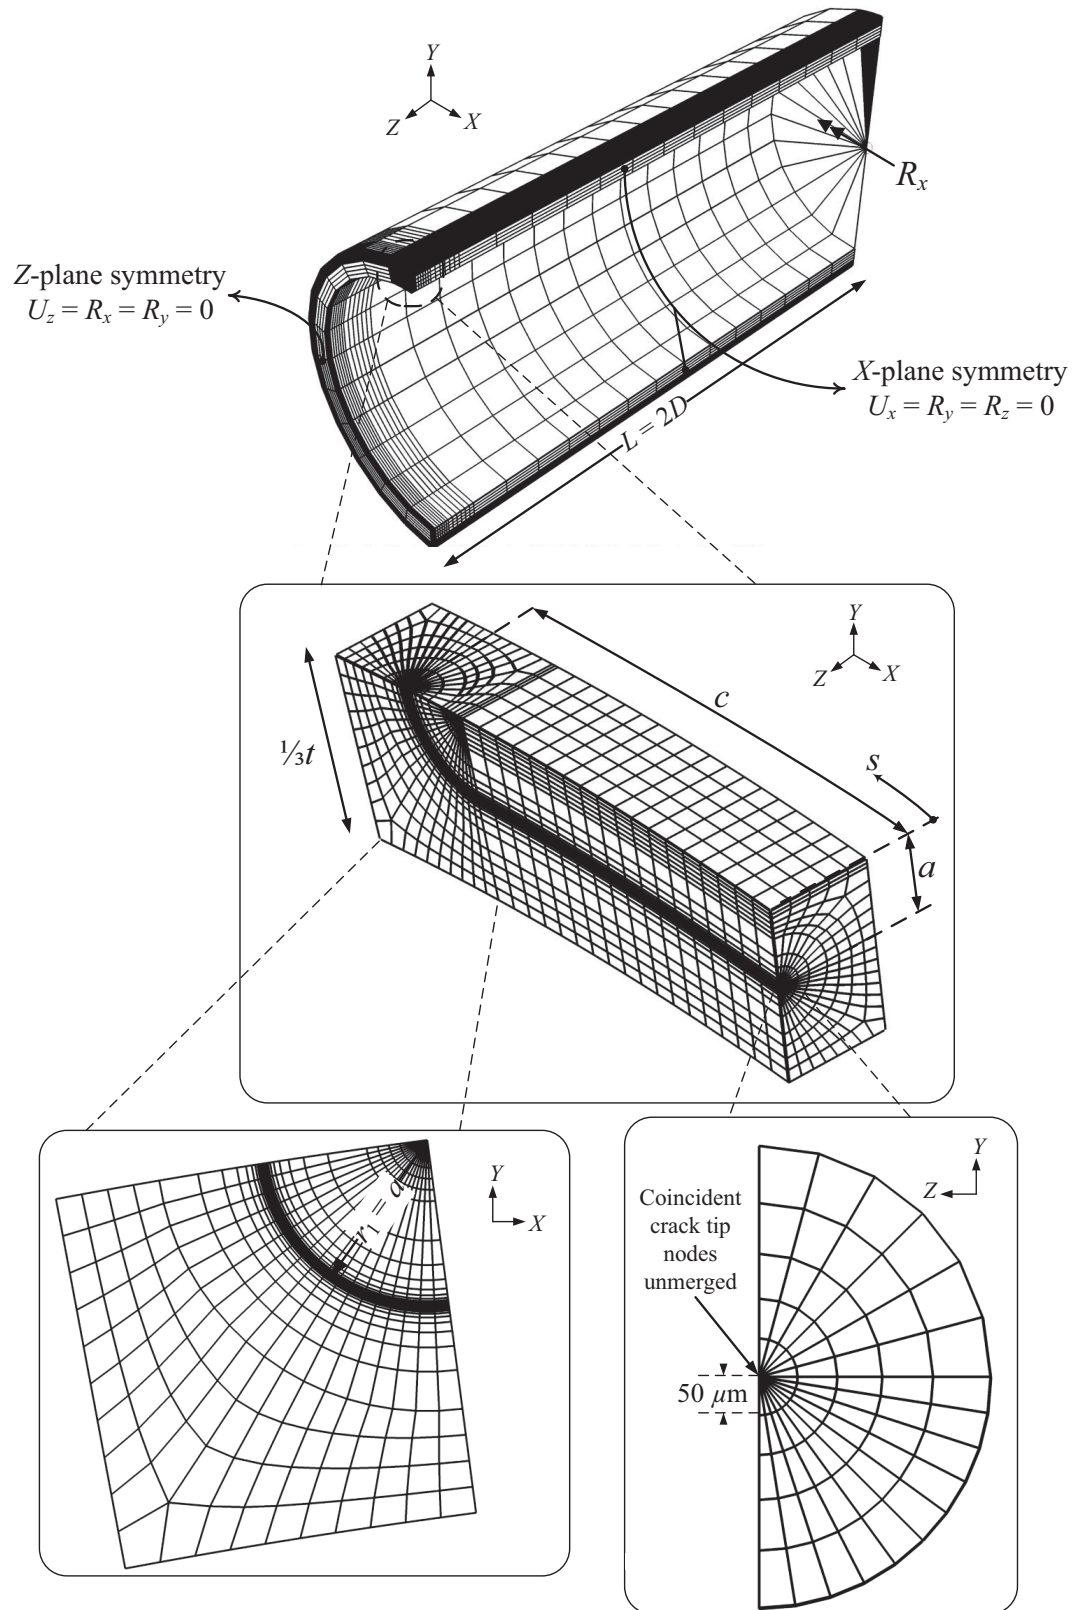 Y
Z
X
R_x
Z-plane symmetry
U_z = R_x = R_y = 0
X-plane symmetry
U_x = R_y = R_z = 0
L = 2D
Y
Z
X
c
s
a
⅓t
Y
X
r₁ = a
Y
Z
Coincident
crack tip
nodes
unmerged
50 μm